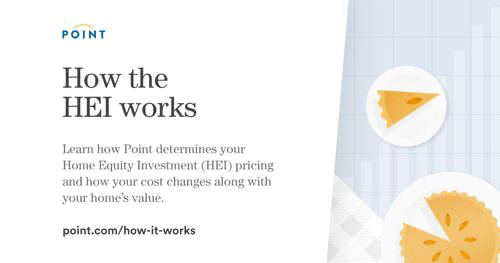 POINT
How the
HEI works
Learn how Point determines your
Home Equity Investment (HEI) pricing
and how your cost changes along with
your home's value.
point.com/how-it-works